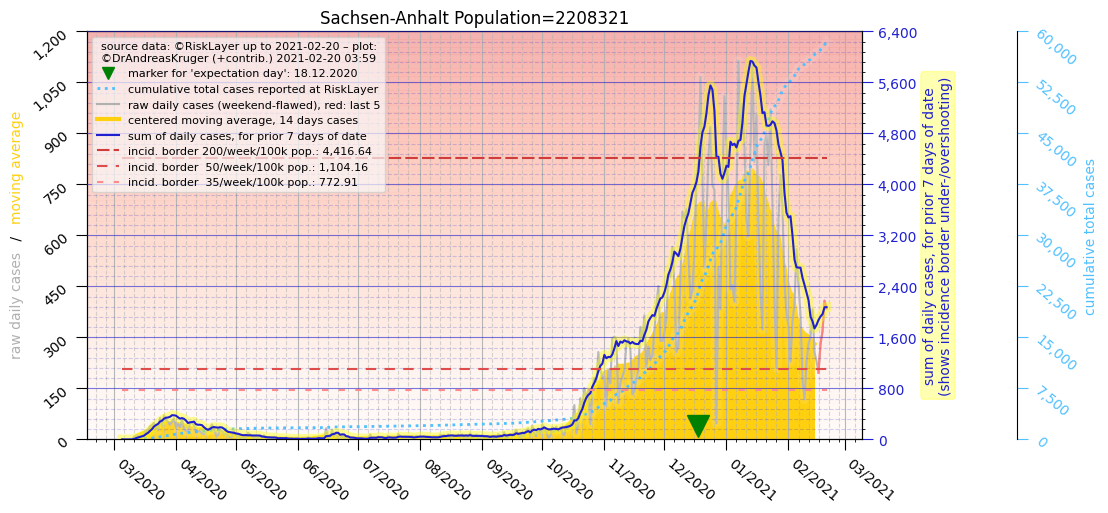 Sachsen-Anhalt Population=2208321
source data: ©RiskLayer up to 2021-02-20 – plot:
©DrAndreasKruger (+contrib.) 2021-02-20 03:59
marker for 'expectation day': 18.12.2020
cumulative total cases reported at RiskLayer
raw daily cases (weekend-flawed), red: last 5
centered moving average, 14 days cases
sum of daily cases, for prior 7 days of date
incid. border 200/week/100k pop.: 4,416.64
incid. border  50/week/100k pop.: 1,104.16
incid. border  35/week/100k pop.: 772.91
raw daily cases  /  moving average
1,200
1,050
900
750
600
450
300
150
0
03/2020
04/2020
05/2020
06/2020
07/2020
08/2020
09/2020
10/2020
11/2020
12/2020
01/2021
02/2021
03/2021
6,400
5,600
4,800
4,000
3,200
2,400
1,600
800
0
sum of daily cases, for prior 7 days of date
(shows incidence border under-/overshooting)
60,000
52,500
45,000
37,500
30,000
22,500
15,000
7,500
0
cumulative total cases